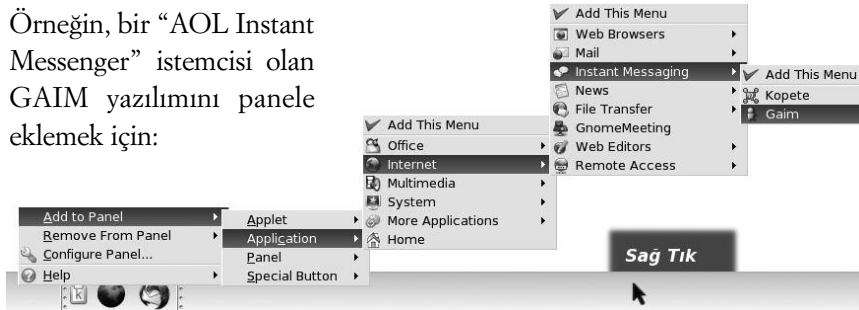 Örneğin, bir “AOL Instant
Messenger” istemcisi olan
GAIM yazılımını panele
eklemek için:
Add to Panel
Remove From Panel
Configure Panel...
Help
Applet
Application
Panel
Special Button
Add This Menu
Office
Internet
Multimedia
System
More Applications
Home
Add This Menu
Web Browsers
Mail
Instant Messaging
News
File Transfer
GnomeMeeting
Web Editors
Remote Access
Add This Menu
Kopete
Gaim
Sağ Tık